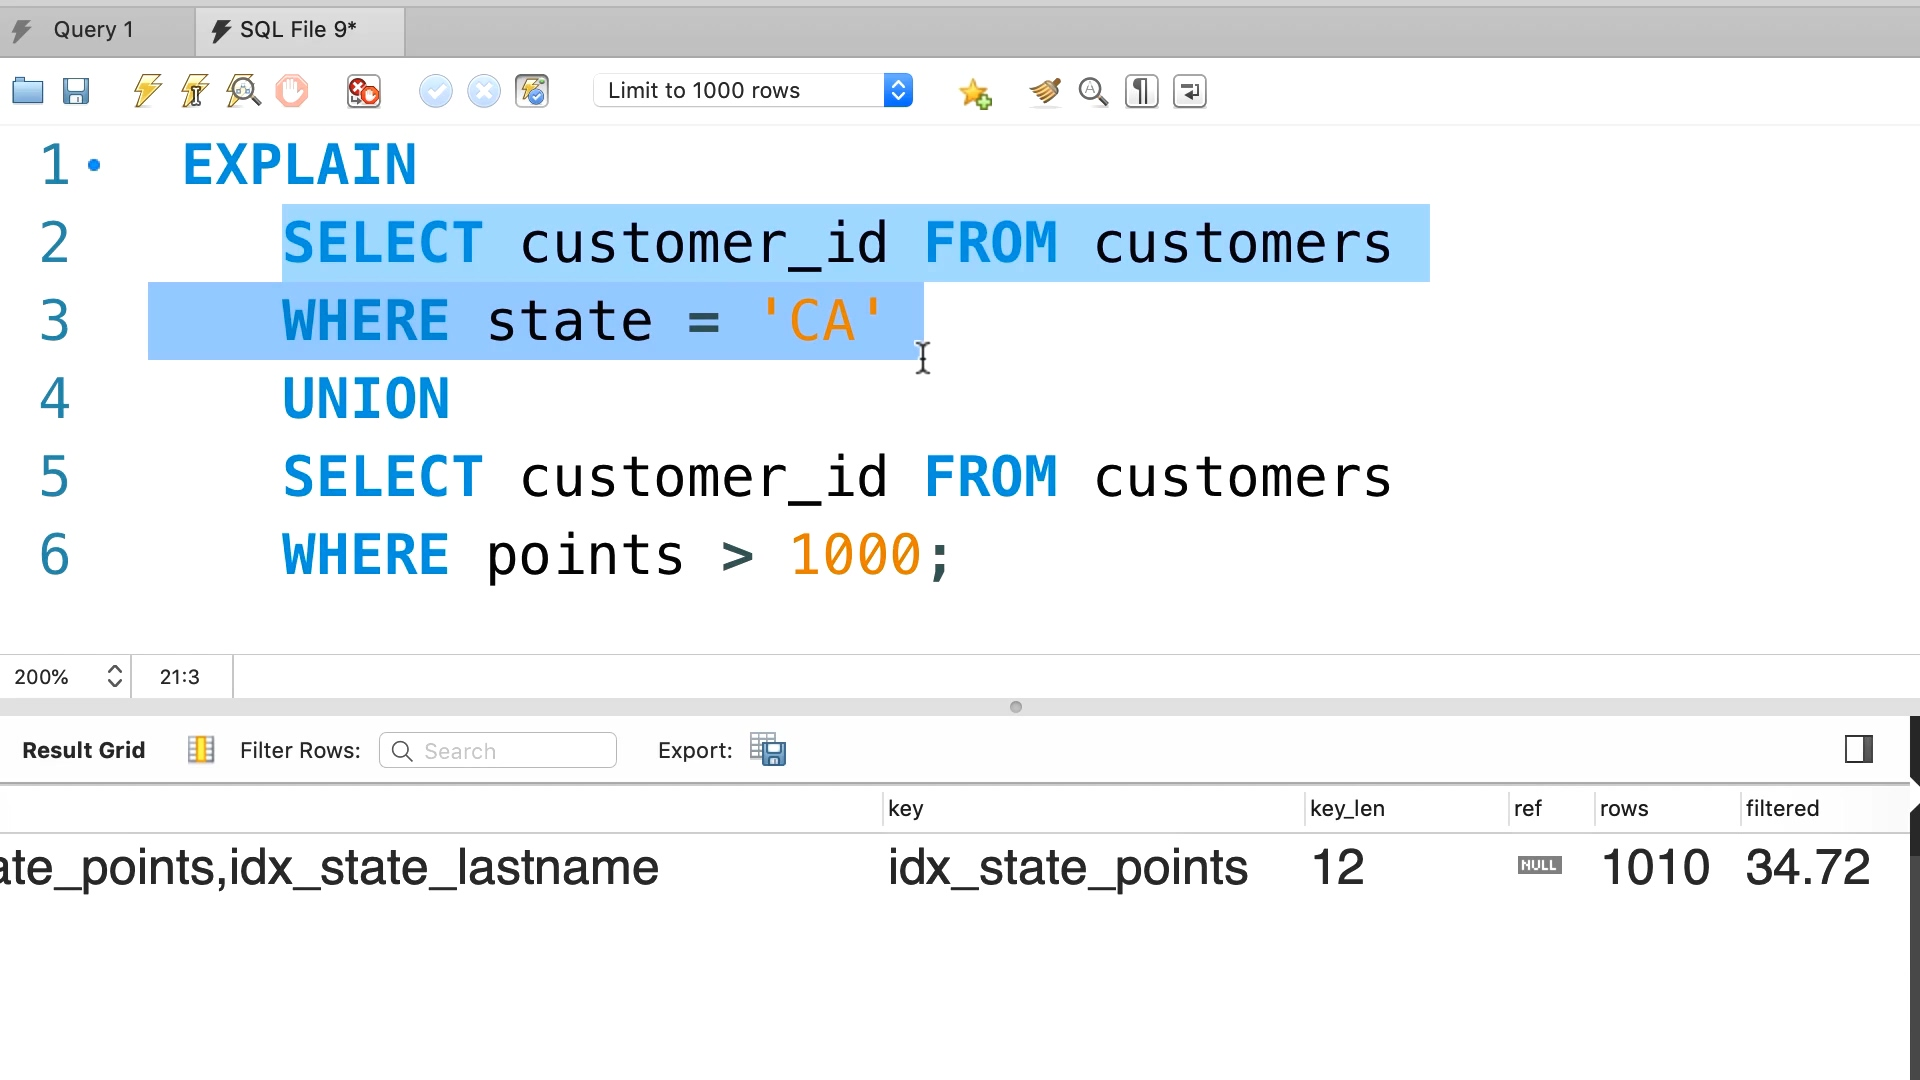 Query 1
SQL File 9*
Limit to 1000 rows
1 EXPLAIN
2 SELECT customer_id FROM customers
3 WHERE state = 'CA'
4 UNION
5 SELECT customer_id FROM customers
6 WHERE points > 1000;
200% 21:3
Result Grid Filter Rows: Search Export:
key key_len ref rows filtered
ate_points,idx_state_lastname idx_state_points 12 NULL 1010 34.72